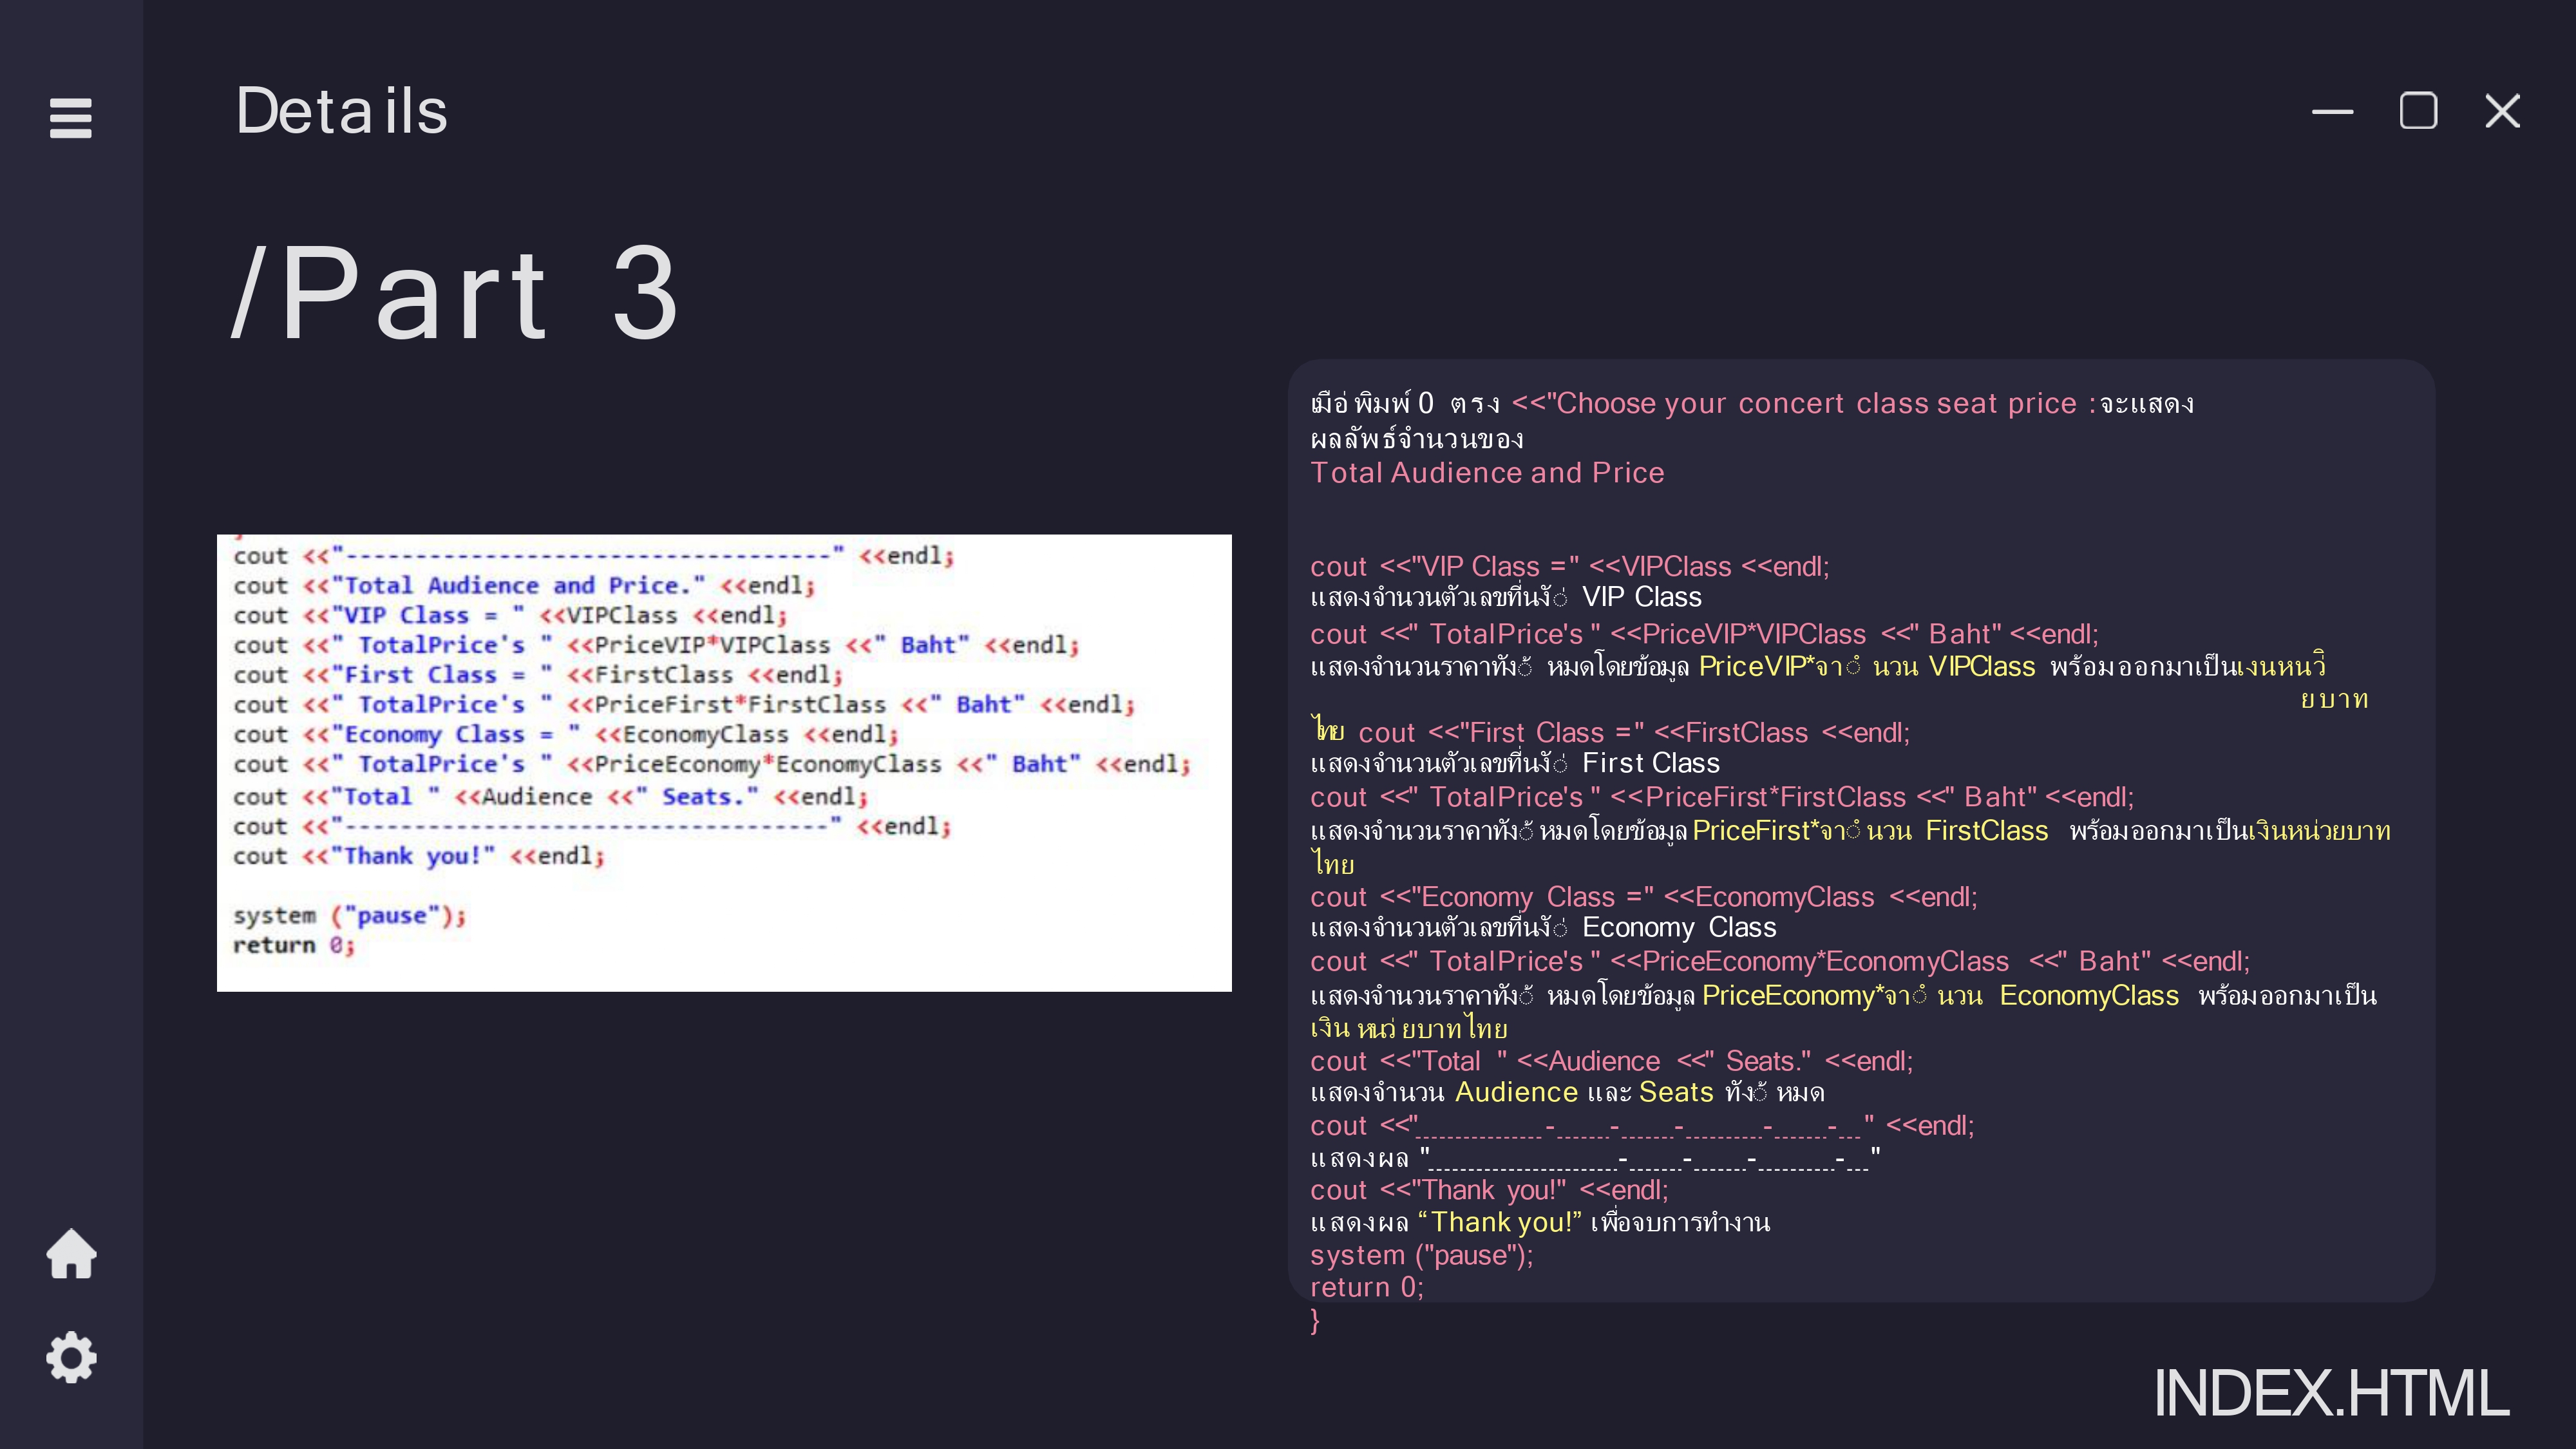 Details
/Part 3
cout <<"-----------------------------------" <<endl;
cout <<"Total Audience and Price." <<endl;
cout <<"VIP Class = " <<VIPClass <<endl;
cout <<" TotalPrice's " <<PriceVIP*VIPClass <<" Baht" <<endl;
cout <<"First Class = " <<FirstClass <<endl;
cout <<" TotalPrice's " <<PriceFirst*FirstClass <<" Baht" <<endl;
cout <<"Economy Class = " <<EconomyClass <<endl;
cout <<" TotalPrice's " <<PriceEconomy*EconomyClass <<" Baht" <<endl;
cout <<"Total " <<Audience <<" Seats." <<endl;
cout <<"-----------------------------------" <<endl;
cout <<"Thank you!" <<endl;
system ("pause");
return 0;
เมื่อพิมพ์ 0 ตรง <<"Choose your concert class seat price :จะแสดง
ผลลัพธ์จำนวนของ
Total Audience and Price
cout <<"VIP Class =" <<VIPClass <<endl;
แสดงจำนวนตัวเลขที่นั่ง VIP Class
cout <<" TotalPrice's " <<PriceVIP*VIPClass <<" Baht" <<endl;
แสดงจำนวนราคาทั้งหมดโดยข้อมูล PriceVIP*จำนวน VIPClass พร้อมออกมาเป็นเงินหน่ว
ยบาท
ไทย cout <<"First Class =" <<FirstClass <<endl;
แสดงจำนวนตัวเลขที่นั่ง First Class
cout <<" TotalPrice's " <<PriceFirst*FirstClass <<" Baht" <<endl;
แสดงจำนวนราคาทั้งหมดโดยข้อมูล PriceFirst*จำนวน FirstClass พร้อมออกมาเป็นเงินหน่วยบาท
ไทย
cout <<"Economy Class =" <<EconomyClass <<endl;
แสดงจำนวนตัวเลขที่นั่ง Economy Class
cout <<" TotalPrice's " <<PriceEconomy*EconomyClass <<" Baht" <<endl;
แสดงจำนวนราคาทั้งหมดโดยข้อมูล PriceEconomy*จำนวน EconomyClass พร้อมออกมาเป็น
เงิน หน่วยบาทไทย
cout <<"Total " <<Audience <<" Seats." <<endl;
แสดงจำนวน Audience และ Seats ทั้งหมด
cout <<"----------------------------------" <<endl;
แสดงผล "----------------------------------"
cout <<"Thank you!" <<endl;
แสดงผล “Thank you!” เพื่อจบการทำงาน
system ("pause");
return 0;
}
INDEX.HTML